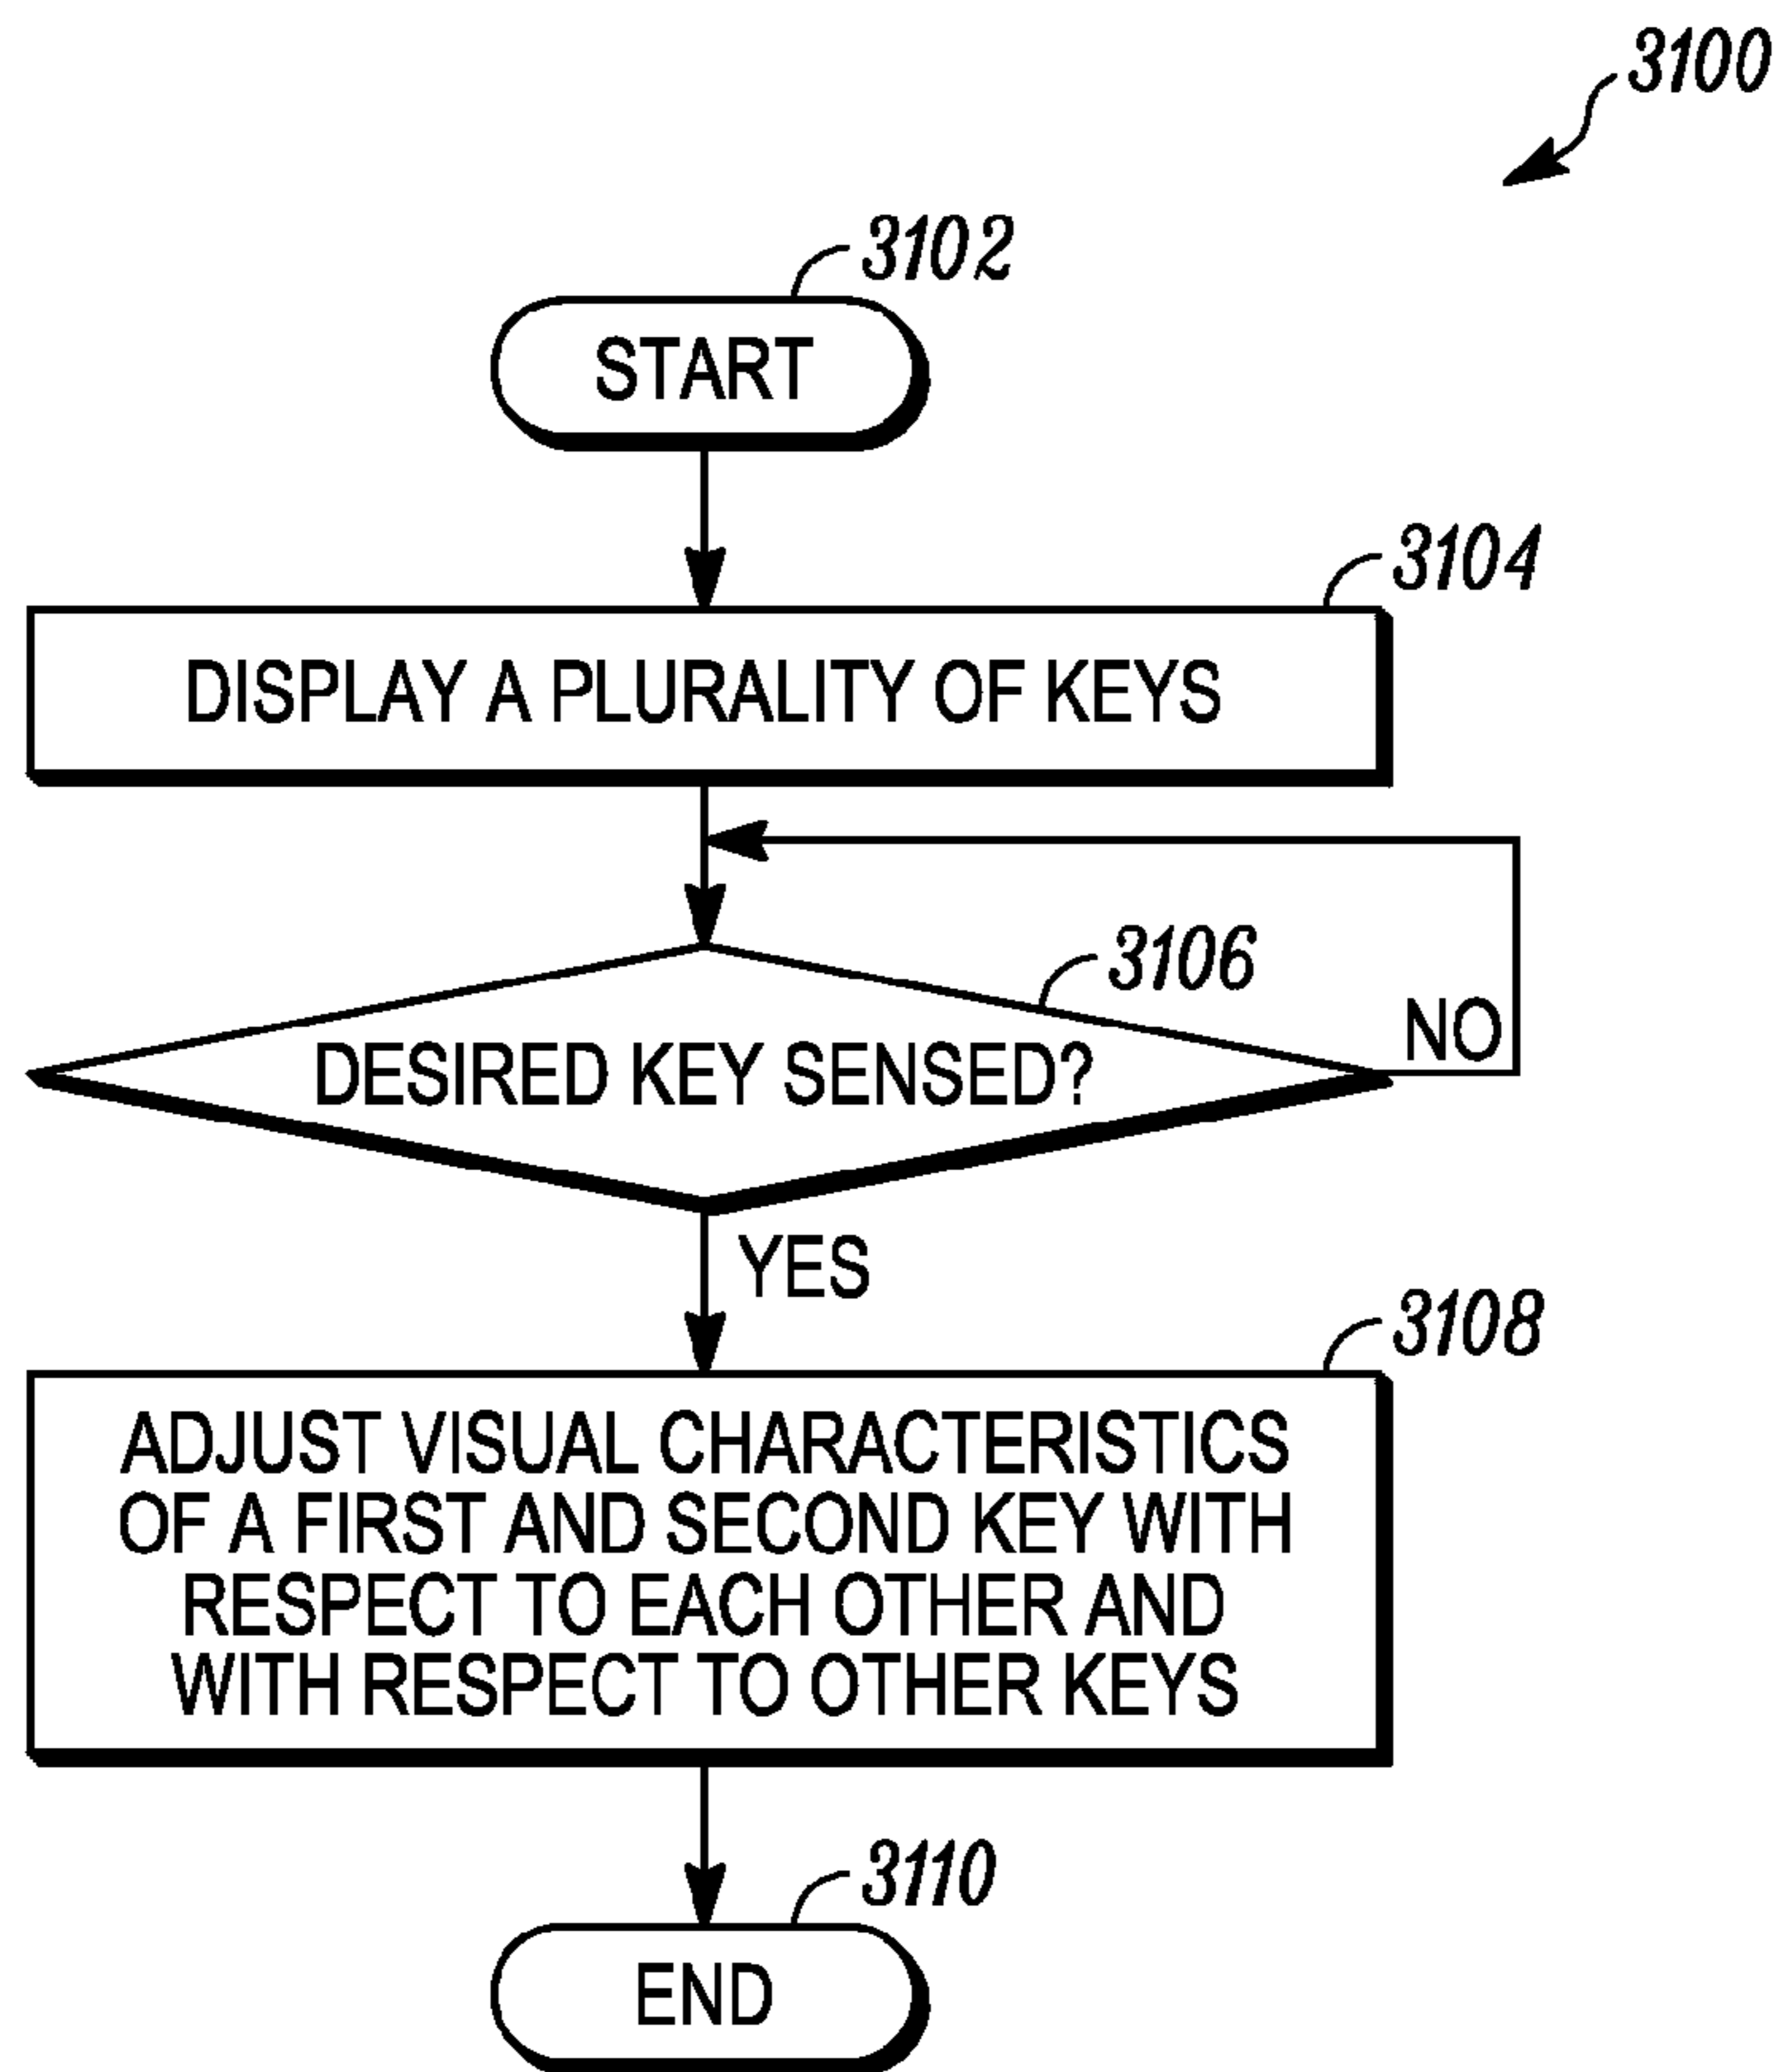 3100
3102
START
3104
DISPLAY A PLURALITY OF KEYS
3106
NO
DESIRED KEY SENSED?
YES
3108
ADJUST VISUAL CHARACTERISTICS
OF A FIRST AND SECOND KEY WITH
RESPECT TO EACH OTHER AND
WITH RESPECT TO OTHER KEYS
3110
END